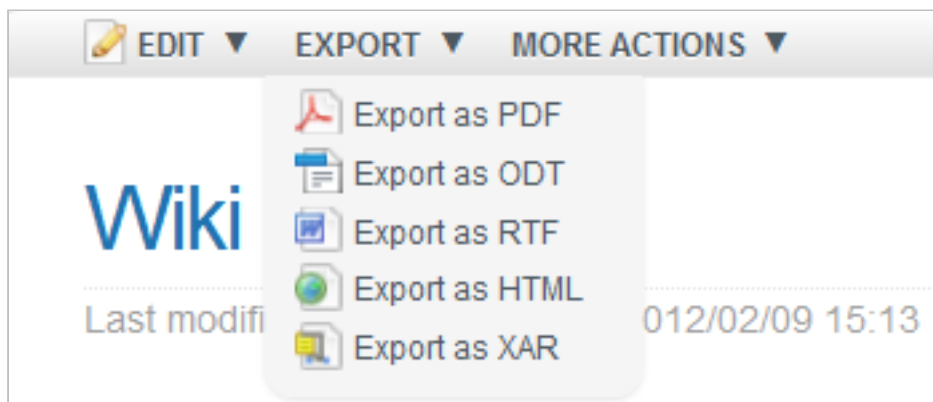 EDIT ▼ EXPORT ▼ MORE ACTIONS ▼
Export as PDF
Export as ODT
Wiki
Export as RTF
Export as HTML
Last modifi 012/02/09 15:13
Export as XAR